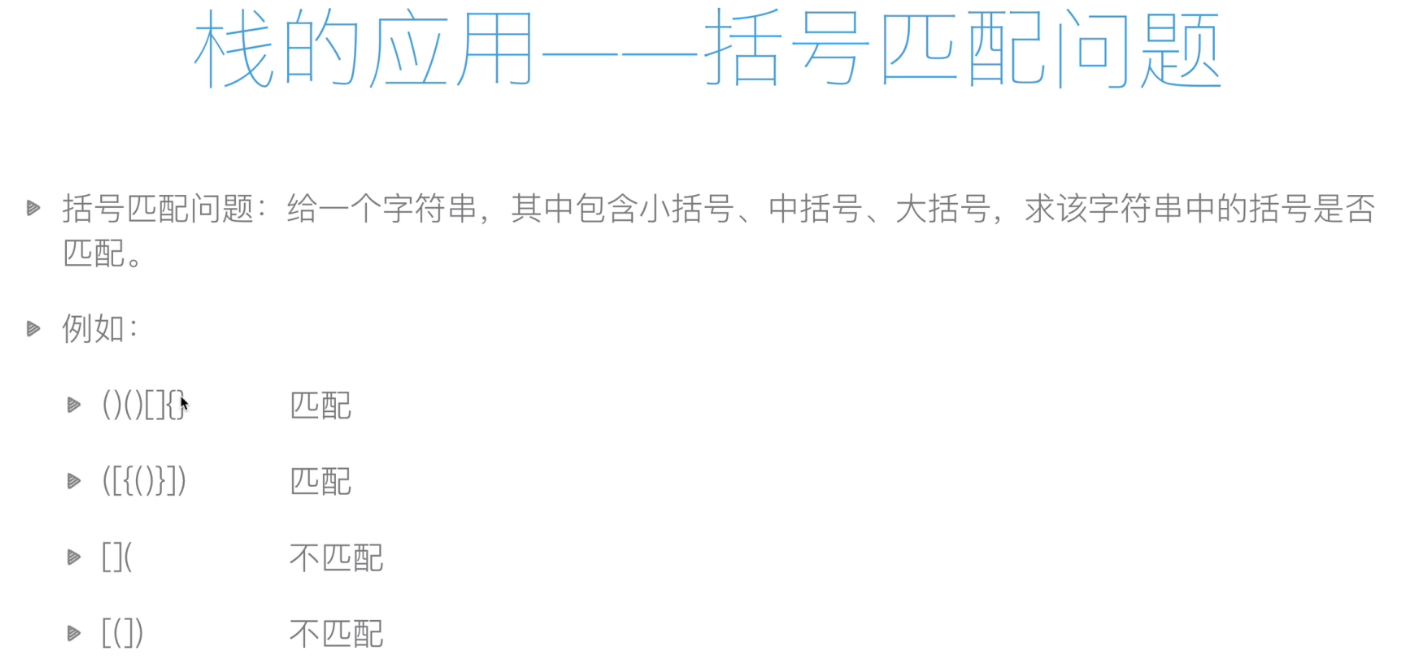 栈的应用——括号匹配问题
括号匹配问题：给一个字符串，其中包含小括号、中括号、大括号，求该字符串中的括号是否
匹配。
例如：
()()[]{} 匹配
([{()}]) 匹配
[]( 不匹配
[(]) 不匹配